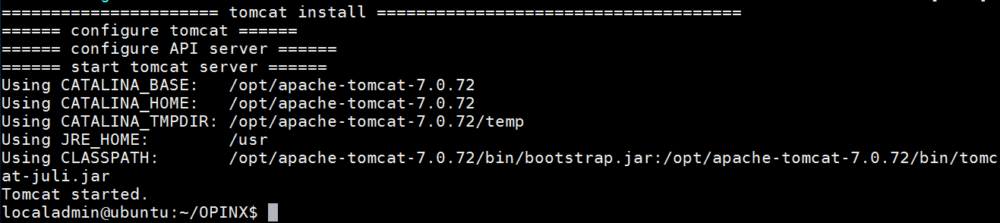 ====================== tomcat install =====================================
====== configure tomcat ======
====== configure API server ======
====== start tomcat server ======
Using CATALINA_BASE:   /opt/apache-tomcat-7.0.72
Using CATALINA_HOME:   /opt/apache-tomcat-7.0.72
Using CATALINA_TMPDIR: /opt/apache-tomcat-7.0.72/temp
Using JRE_HOME:        /usr
Using CLASSPATH:       /opt/apache-tomcat-7.0.72/bin/bootstrap.jar:/opt/apache-tomcat-7.0.72/bin/tomc
at-juli.jar
Tomcat started.
localadmin@ubuntu:~/OPINX$